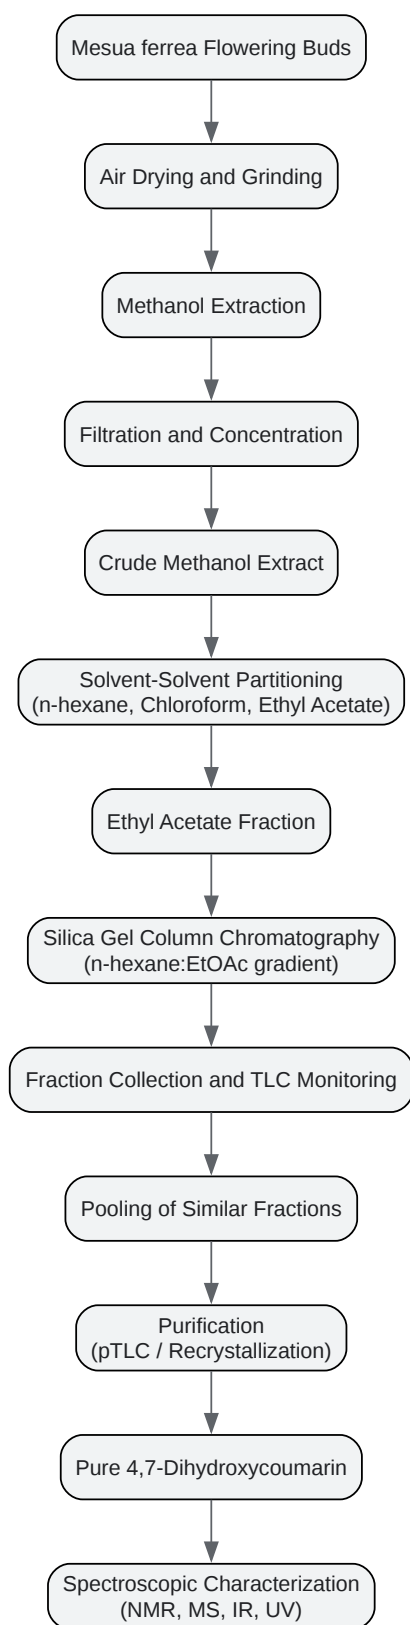 Mesua ferrea Flowering Buds
Air Drying and Grinding
Methanol Extraction
Filtration and Concentration
Crude Methanol Extract
Solvent-Solvent Partitioning
(n-hexane, Chloroform, Ethyl Acetate)
Ethyl Acetate Fraction
Silica Gel Column Chromatography
(n-hexane:EtOAc gradient)
Fraction Collection and TLC Monitoring
Pooling of Similar Fractions
Purification
(pTLC / Recrystallization)
Pure 4,7-Dihydroxycoumarin
Spectroscopic Characterization
(NMR, MS, IR, UV)